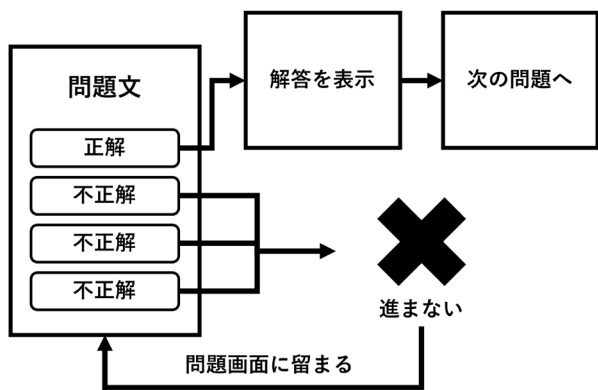 問題文
正解
不正解
不正解
不正解
解答を表示
次の問題へ
進まない
問題画面に留まる